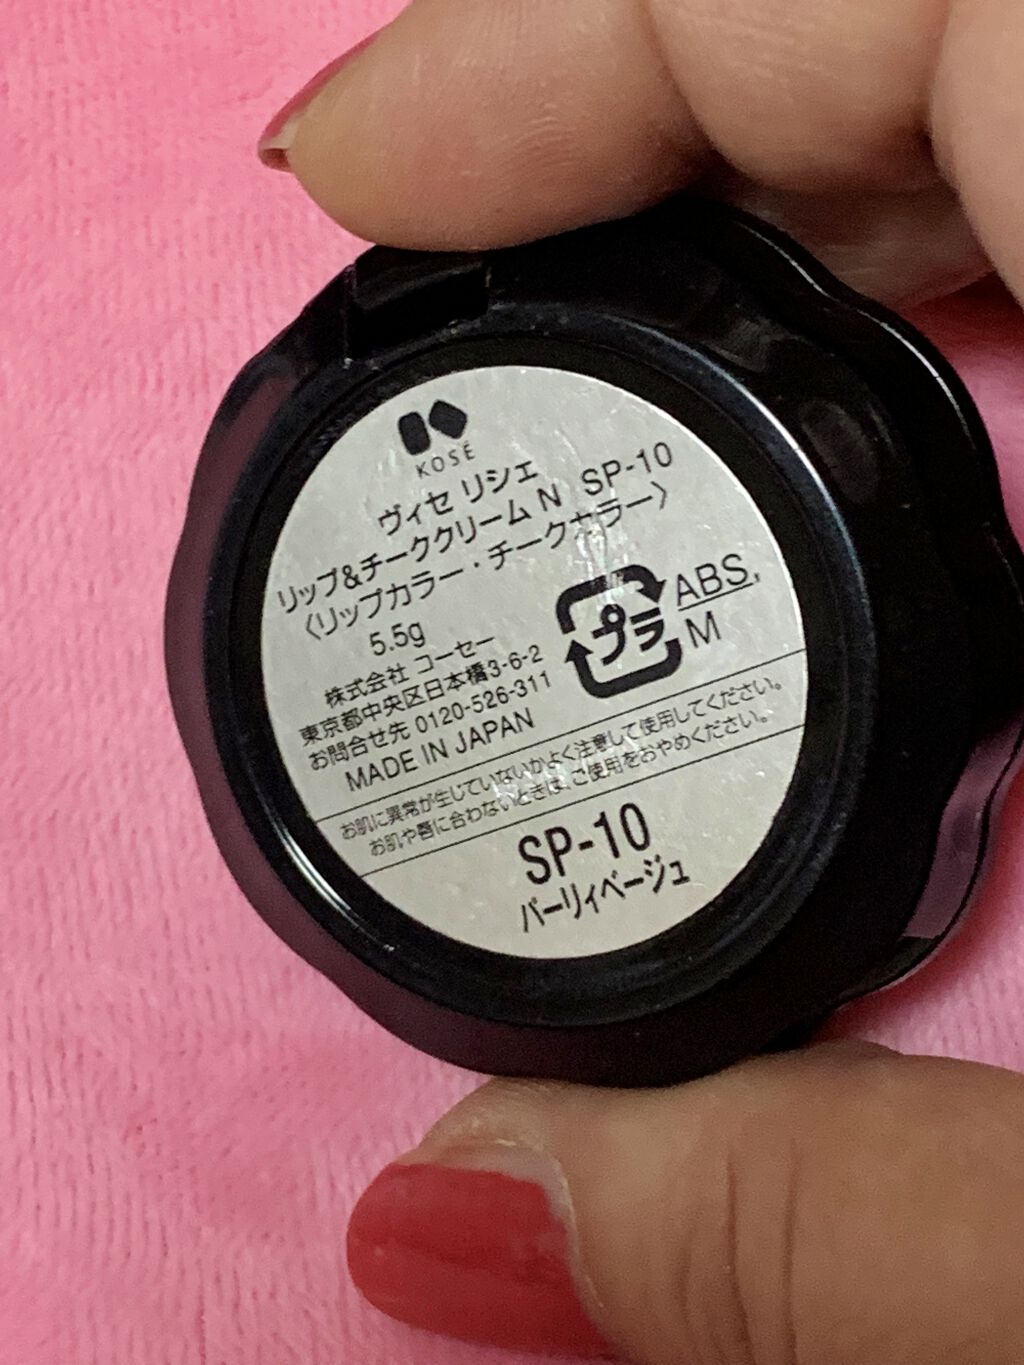 KOSÉ
ヴィセ リシェ
リップ&チーククリーム N SP-10
〈リップカラー・チークカラー〉
5.5g
株式会社 コーセー
東京都中央区日本橋3-6-2
お問合せ先 0120-526-311
MADE IN JAPAN
プラ
ABS,
M
お肌に異常が生じていないかよく注意して使用してください。
お肌や唇に合わないときは、ご使用をおやめください。
SP-10
パーリィベージュ